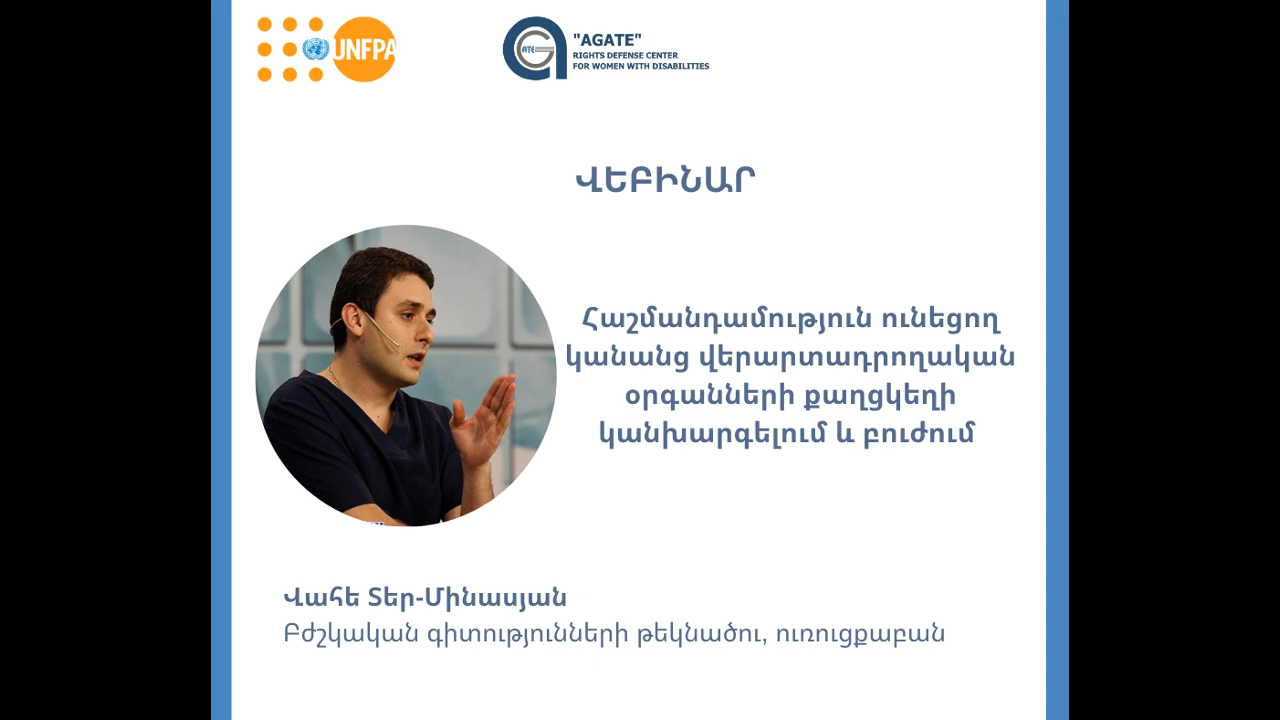 UNFPA
ATE
"AGATE"
RIGHTS DEFENSE CENTER
FOR WOMEN WITH DISABILITIES
ՎԵԲԻՆԱՐ
Հաշմանդամություն ունեցող
կանանց վերարտադրողական
օրգանների քաղցկեղի
կանխարգելում և բուժում
Վահե Տեր-Մինասյան
Բժշկական գիտությունների թեկնածու, ուռուցքաբան